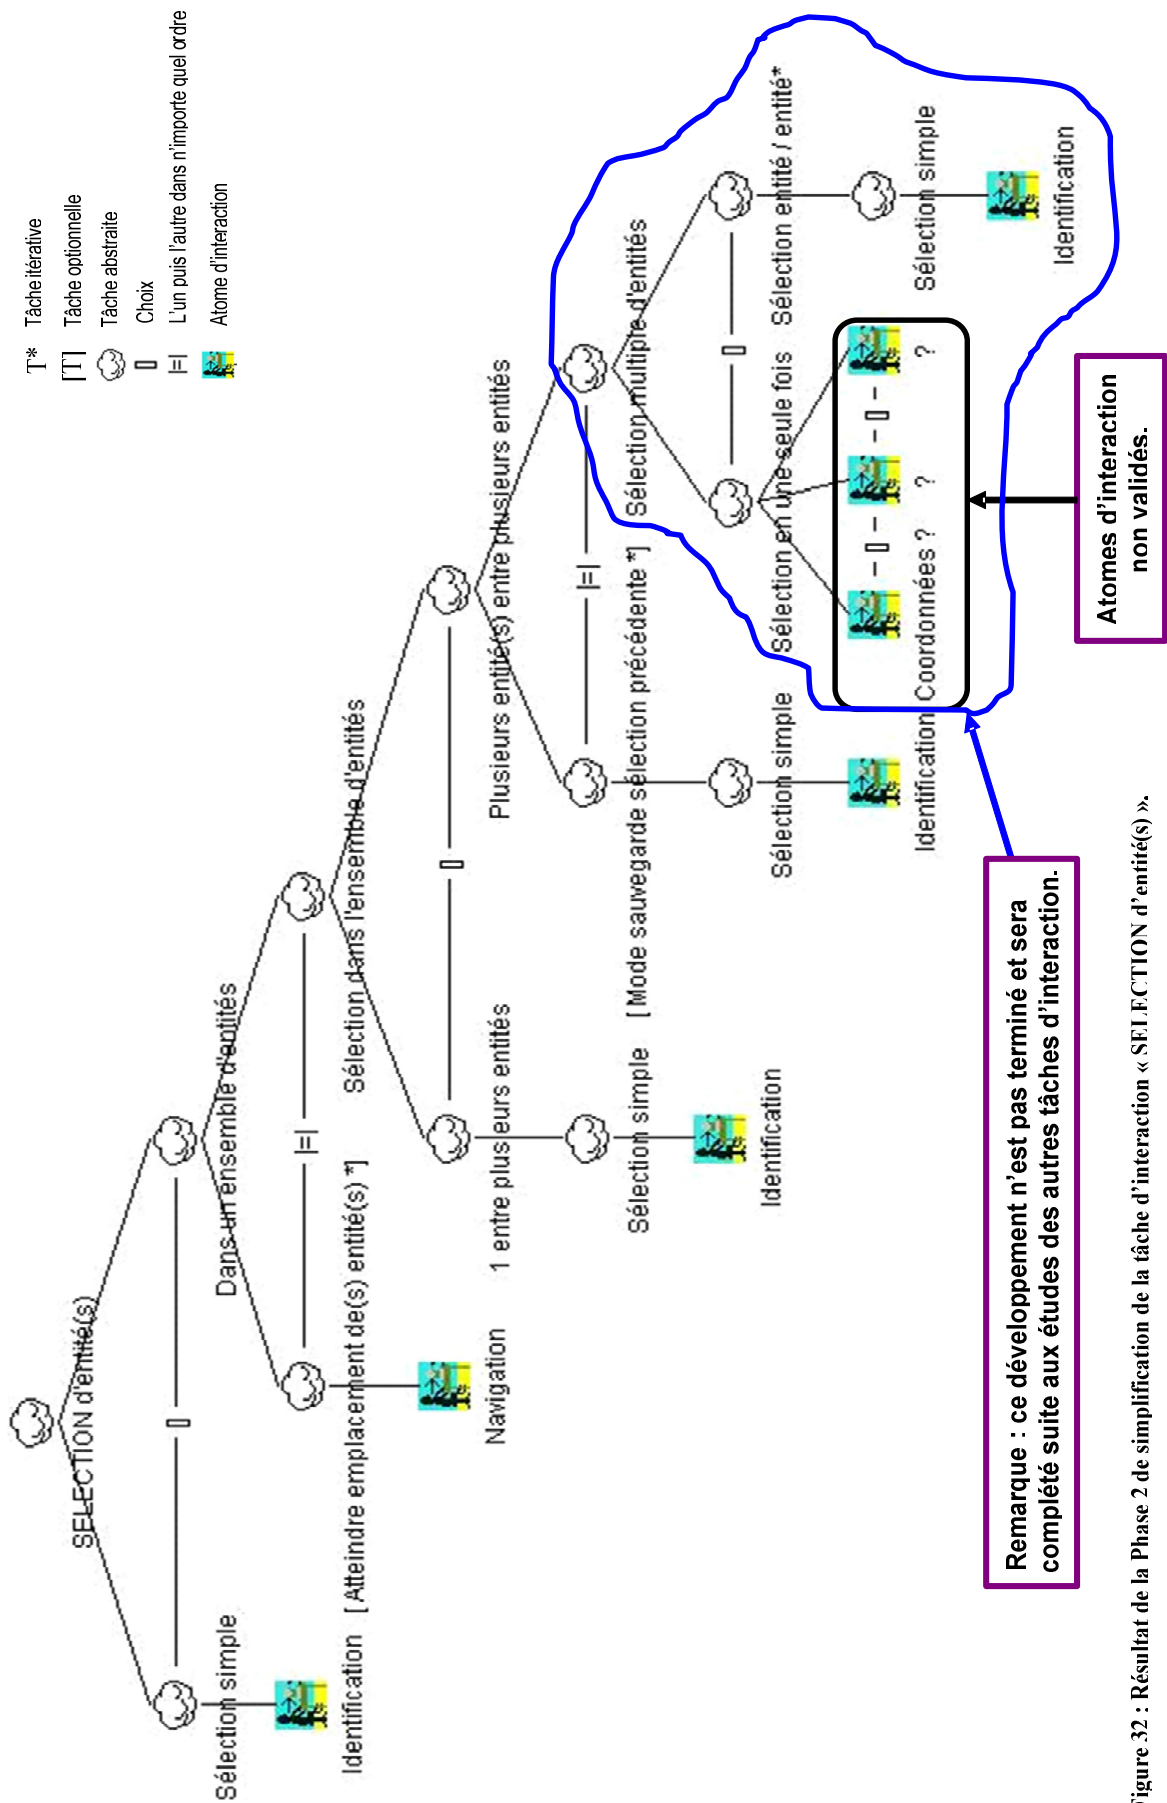 T* Tâche itérative
[T] Tâche optionnelle
Tâche abstraite
[] Choix
|=| L'un puis l'autre dans n'importe quel ordre
Atome d'interaction
SELECTION d'entité(s)
[]
Sélection simple
Dans un ensemble d'entités
|=|
Identification
[ Atteindre emplacement de(s) entité(s) *]
Sélection dans l'ensemble d'entités
[]
Navigation
1 entre plusieurs entités
Plusieurs entité(s) entre plusieurs entités
|=|
Sélection simple
[ Mode sauvegarde sélection précédente *]
Sélection multiple d'entités
[]
Identification
Sélection simple
Sélection en une seule fois
Sélection entité / entité*
[]
[]
Identification
Coordonnées ?
?
?
Sélection simple
Identification
Atomes d'interaction
non validés.
Remarque : ce développement n'est pas terminé et sera
complété suite aux études des autres tâches d'interaction.
Figure 32 : Résultat de la Phase 2 de simplification de la tâche d'interaction « SELECTION d'entité(s) ».